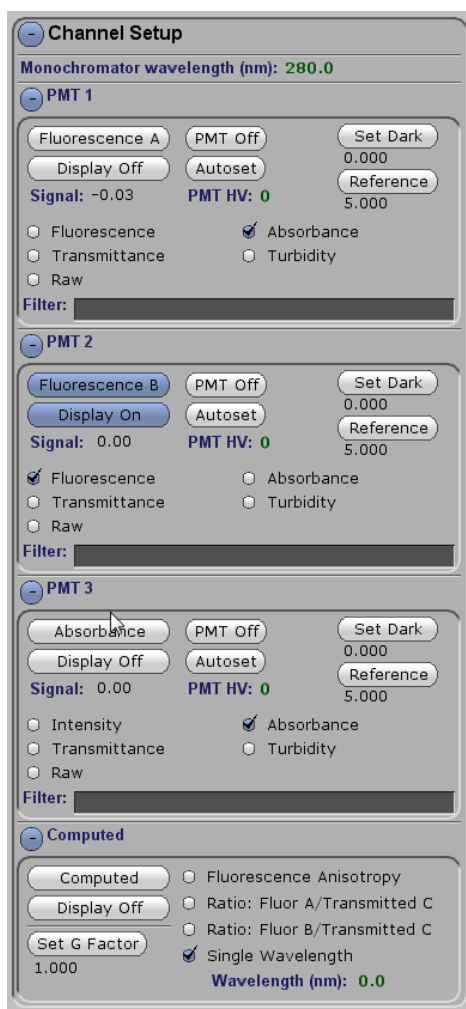 - Channel Setup
Monochromator wavelength (nm): 280.0
- PMT 1
Fluorescence A PMT Off Set Dark
0.000
Display Off Autoset Reference
Signal: -0.03 PMT HV: 0 5.000
Fluorescence Absorbance
Transmittance Turbidity
Raw
Filter:
- PMT 2
Fluorescence B PMT Off Set Dark
0.000
Display On Autoset Reference
Signal: 0.00 PMT HV: 0 5.000
Fluorescence Absorbance
Transmittance Turbidity
Raw
Filter:
- PMT 3
Absorbance PMT Off Set Dark
0.000
Display Off Autoset Reference
Signal: 0.00 PMT HV: 0 5.000
Intensity Absorbance
Transmittance Turbidity
Raw
Filter:
- Computed
Computed Fluorescence Anisotropy
Display Off Ratio: Fluor A/Transmitted C
Ratio: Fluor B/Transmitted C
Set G Factor Single Wavelength
1.000 Wavelength (nm): 0.0